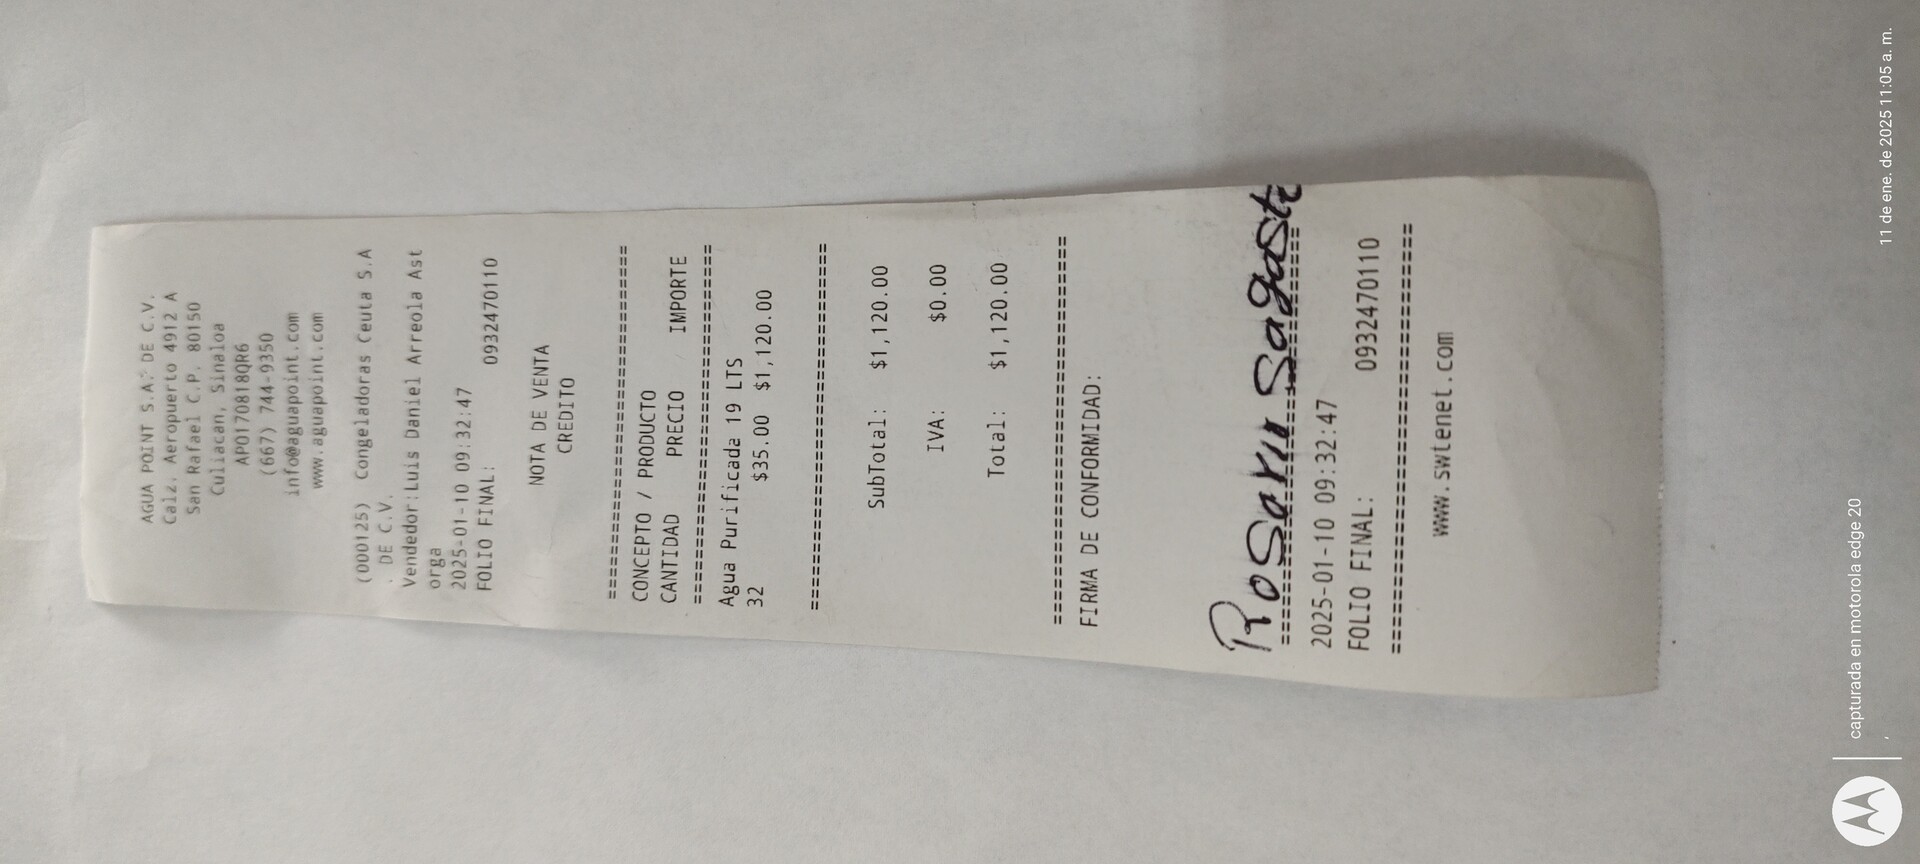 AGUA POINT S.A. DE C.V.
Calz. Aeropuerto 4912 A
San Rafael C.P. 80150
Culiacan, Sinaloa
APO170818QR6
(667) 744-9350
info@aguapoint.com
www.aguapoint.com
(000125) Congeladoras Ceuta S.A
. DE C.V.
Vendedor:Luis Daniel Arreola Ast
orga
2025-01-10 09:32:47
FOLIO FINAL: 0932470110
NOTA DE VENTA
CREDITO
==============================
CONCEPTO / PRODUCTO
CANTIDAD PRECIO IMPORTE
==============================
Agua Purificada 19 LTS
32 $35.00 $1,120.00
==============================
SubTotal: $1,120.00
IVA: $0.00
Total: $1,120.00
==============================
FIRMA DE CONFORMIDAD:
Rosario Sagaste
==============================
2025-01-10 09:32:47
FOLIO FINAL: 0932470110
==============================
www.swtenet.com
capturada en motorola edge 20
,
11 de ene. de 2025 11:05 a. m.